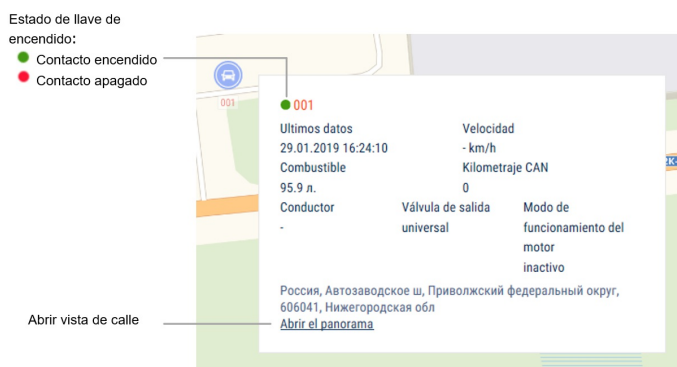 Estado de llave de
encendido:
Contacto encendido
Contacto apagado
001
001
Ultimos datos
Velocidad
29.01.2019 16:24:10
- km/h
Combustible
Kilometraje CAN
95.9 л.
0
Conductor
Válvula de salida
Modo de
-
universal
funcionamiento del
motor
inactivo
Россия, Автозаводское ш, Приволжский федеральный округ,
606041, Нижегородская обл
Abrir vista de calle
Abrir el panorama